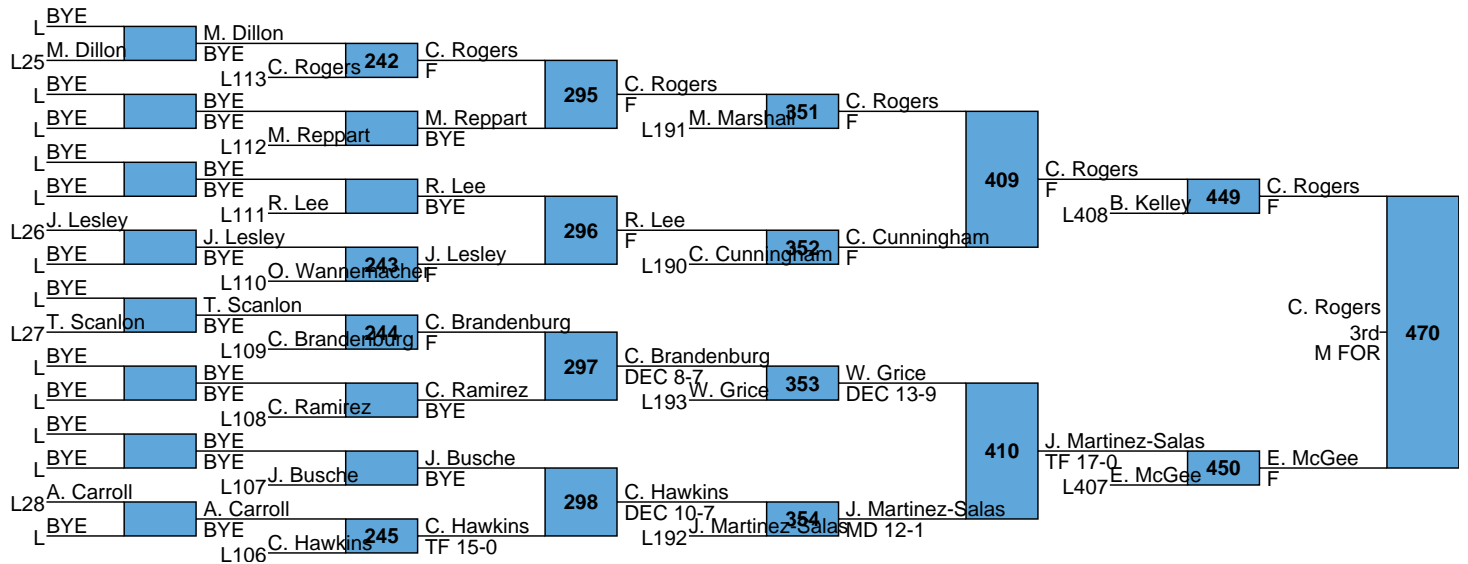 BYE
L
M. Dillon
L25
M. Dillon
BYE
C. Rogers
L113
242
C. Rogers
F
BYE
L
BYE
L
BYE
BYE
M. Reppart
L112
M. Reppart
BYE
295
C. Rogers
F
M. Marshall
L191
351
C. Rogers
F
BYE
L
BYE
L
BYE
BYE
R. Lee
L111
R. Lee
BYE
J. Lesley
L26
BYE
L
J. Lesley
BYE
O. Wannemacher
L110
243
J. Lesley
F
296
R. Lee
F
C. Cunningham
L190
352
C. Cunningham
F
409
C. Rogers
F
B. Kelley
L408
449
C. Rogers
F
BYE
L
T. Scanlon
L27
T. Scanlon
BYE
C. Brandenburg
L109
244
C. Brandenburg
F
BYE
L
BYE
L
BYE
BYE
C. Ramirez
L108
C. Ramirez
BYE
297
C. Brandenburg
DEC 8-7
W. Grice
L193
353
W. Grice
DEC 13-9
BYE
L
BYE
L
BYE
BYE
J. Busche
L107
J. Busche
BYE
A. Carroll
L28
BYE
L
A. Carroll
BYE
C. Hawkins
L106
245
C. Hawkins
TF 15-0
298
C. Hawkins
DEC 10-7
J. Martinez-Salas
L192
354
J. Martinez-Salas
MD 12-1
410
J. Martinez-Salas
TF 17-0
E. McGee
L407
450
E. McGee
F
C. Rogers
3rd
M FOR
470